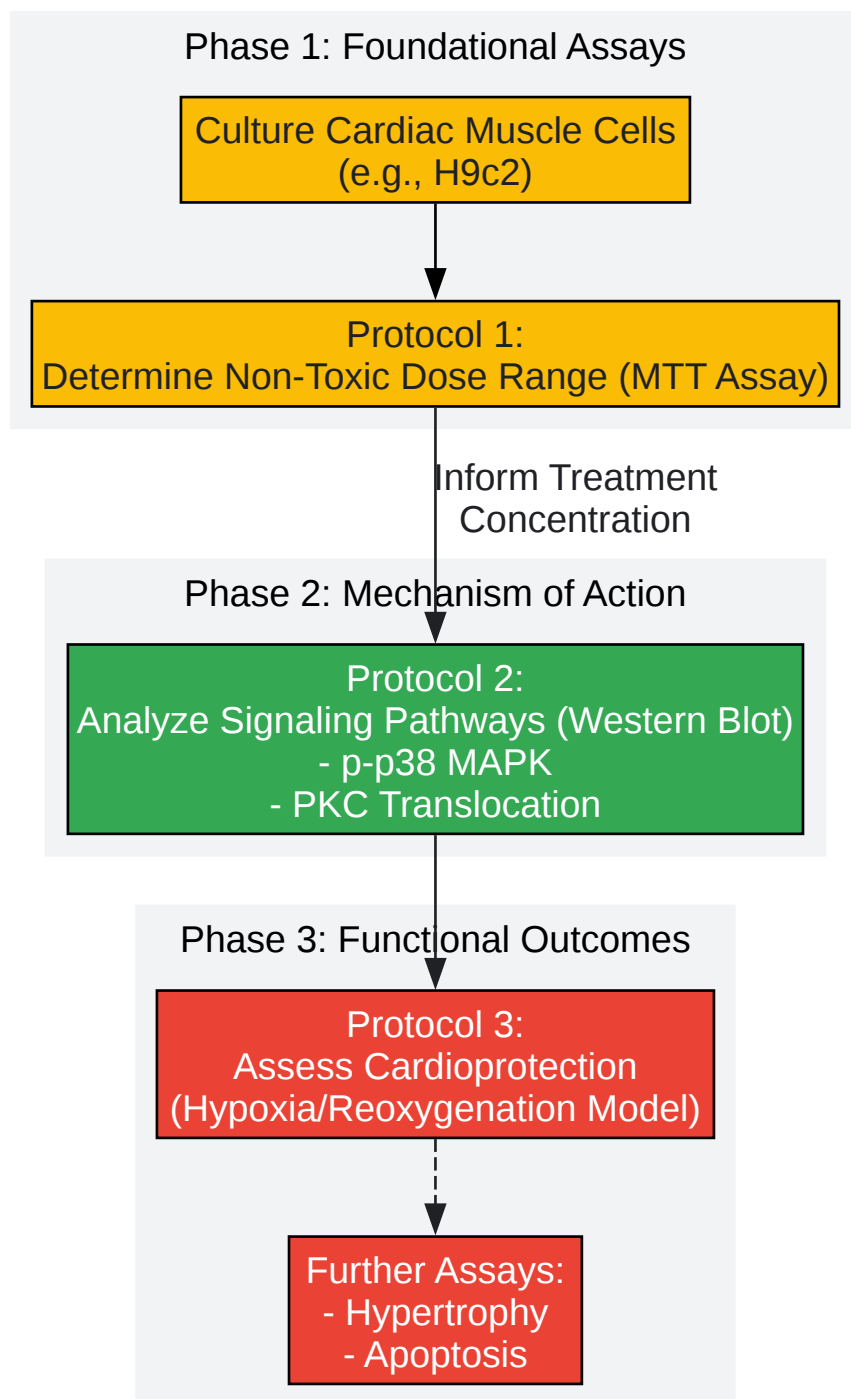 Phase 1: Foundational Assays
Culture Cardiac Muscle Cells
(e.g., H9c2)
Protocol 1:
Determine Non-Toxic Dose Range (MTT Assay)
Inform Treatment
Concentration
Phase 2: Mechanism of Action
Protocol 2:
Analyze Signaling Pathways (Western Blot)
- p-p38 MAPK
- PKC Translocation
Phase 3: Functional Outcomes
Protocol 3:
Assess Cardioprotection
(Hypoxia/Reoxygenation Model)
Further Assays:
- Hypertrophy
- Apoptosis